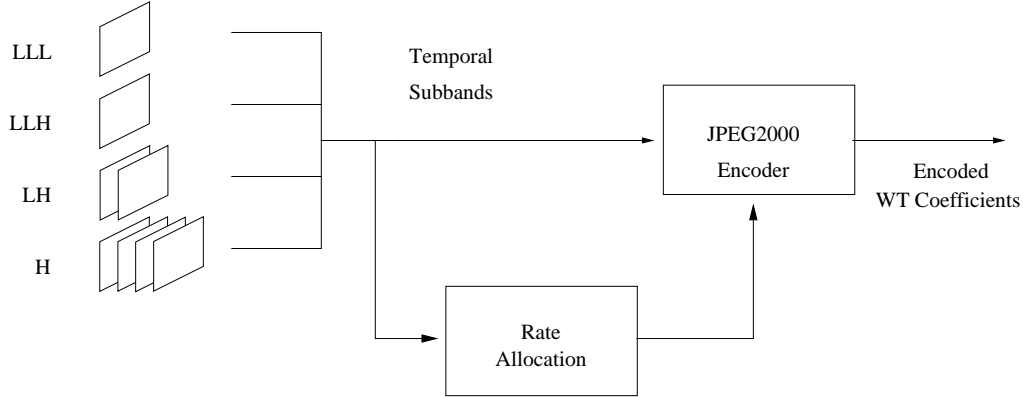 LLL
LLH
LH
H
Temporal
Subbands
JPEG2000
Encoder
Encoded
WT Coefficients
Rate
Allocation